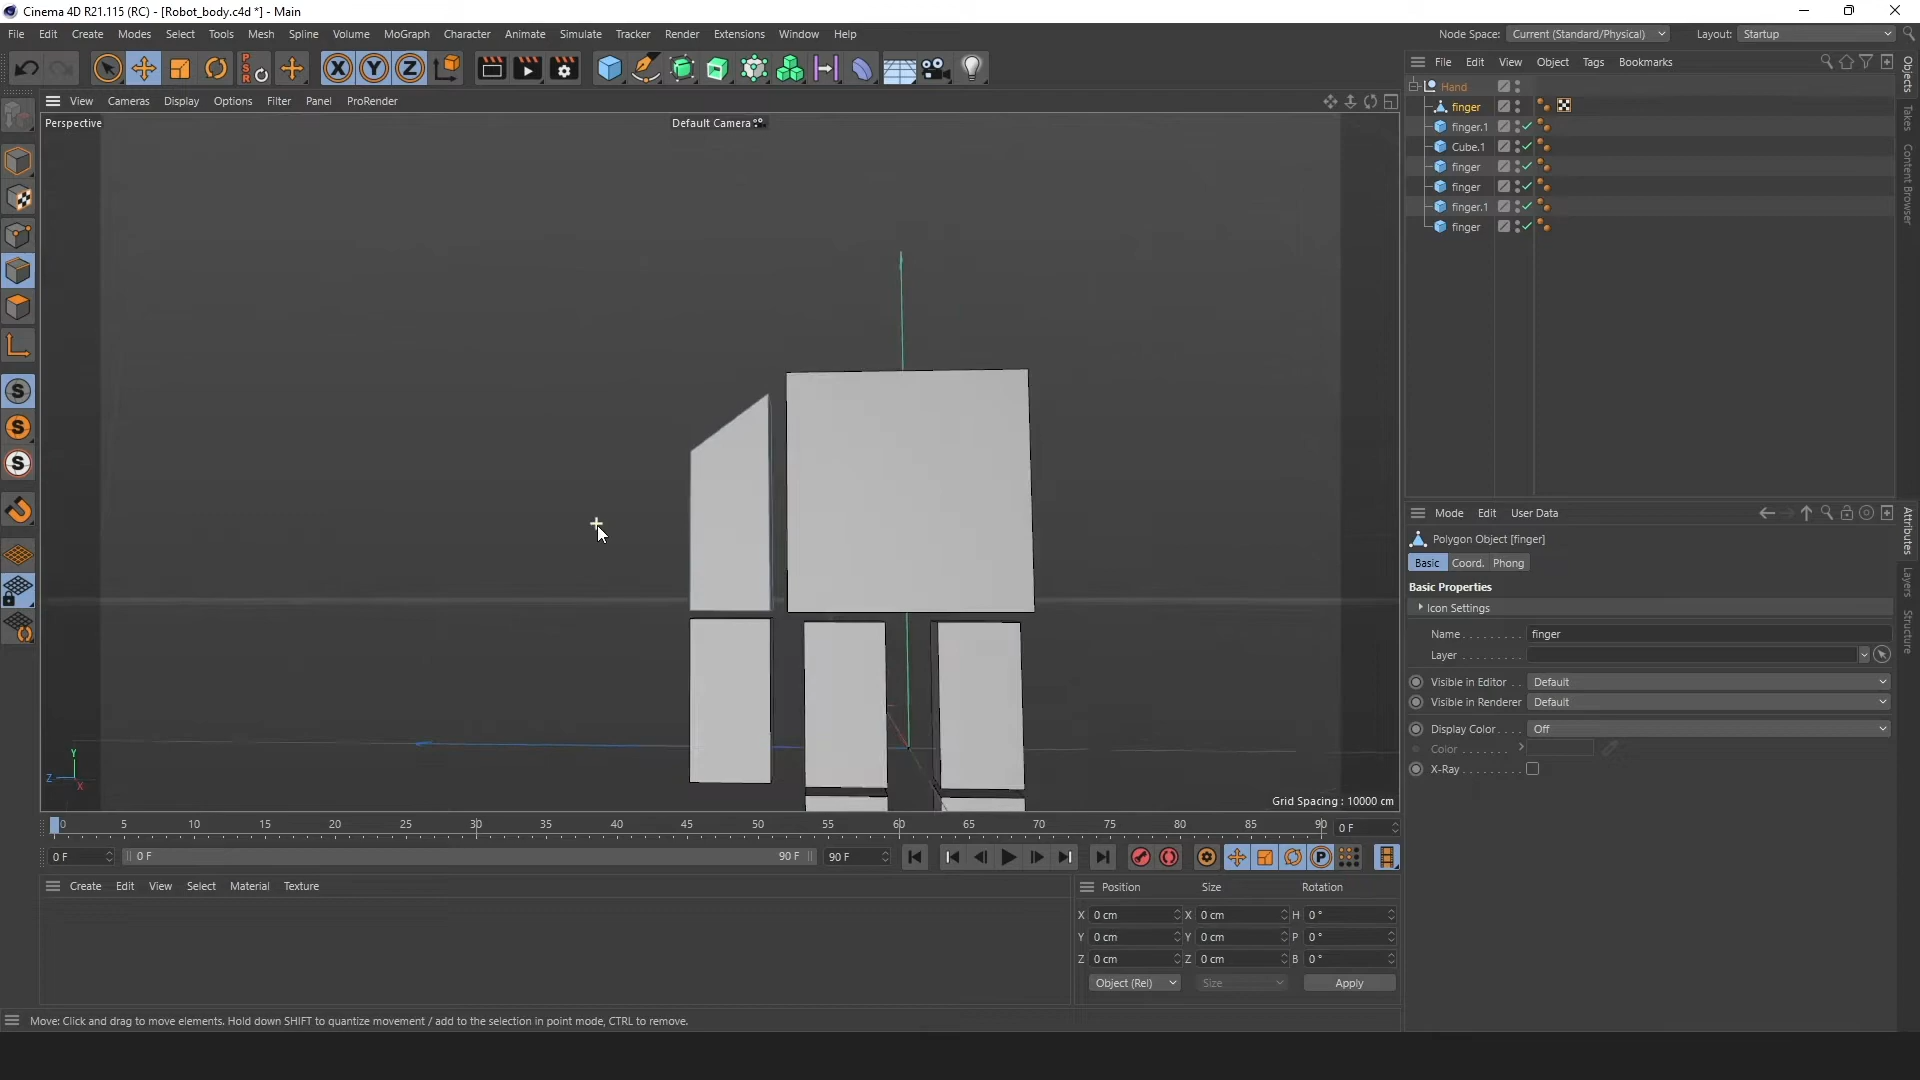 Cinema 4D R21.115 (RC) - [Robot_body.c4d *] - Main
File Edit Create Modes Select Tools Mesh Spline Volume MoGraph Character Animate Simulate Tracker Render Extensions Window Help
Node Space: Current (Standard/Physical) Layout: Startup
PSR X Y Z
View Cameras Display Options Filter Panel ProRender
Perspective
Default Camera
File Edit View Object Tags Bookmarks
Hand
finger
finger.1
Cube.1
finger
finger
finger.1
finger
Objects
Takes
Content Browser
S
S
S
Y
Z
X
Grid Spacing : 10000 cm
Mode Edit User Data
Polygon Object [finger]
Basic Coord. Phong
Basic Properties
Icon Settings
Name finger
Layer
Visible in Editor Default
Visible in Renderer Default
Display Color Off
Color
X-Ray
Attributes
Layers
Structure
0 5 10 15 20 25 30 35 40 45 50 55 60 65 70 75 80 85 90 0 F
0 F 0 F 90 F 90 F P
Create Edit View Select Material Texture
Position Size Rotation
X 0 cm X 0 cm H 0 °
Y 0 cm Y 0 cm P 0 °
Z 0 cm Z 0 cm B 0 °
Object (Rel) Size Apply
Move: Click and drag to move elements. Hold down SHIFT to quantize movement / add to the selection in point mode, CTRL to remove.